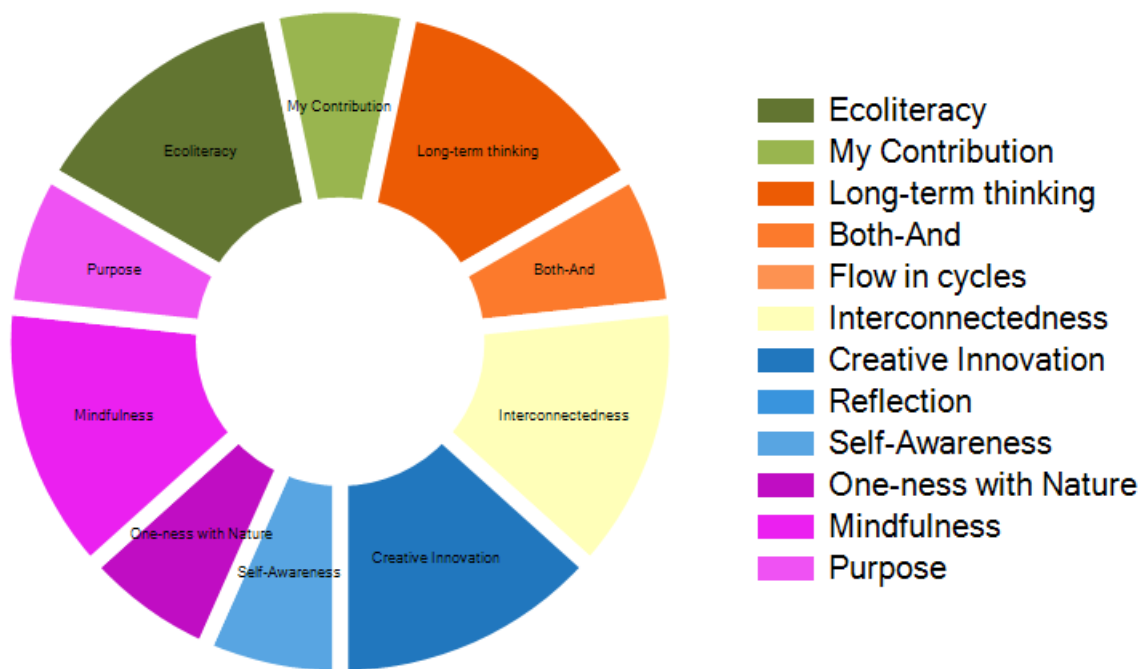 My Contribution
Ecoliteracy
Long-term thinking
Purpose
Both-And
Mindfulness
Interconnectedness
One-ness with Nature
Self-Awareness
Creative Innovation
Ecoliteracy
My Contribution
Long-term thinking
Both-And
Flow in cycles
Interconnectedness
Creative Innovation
Reflection
Self-Awareness
One-ness with Nature
Mindfulness
Purpose